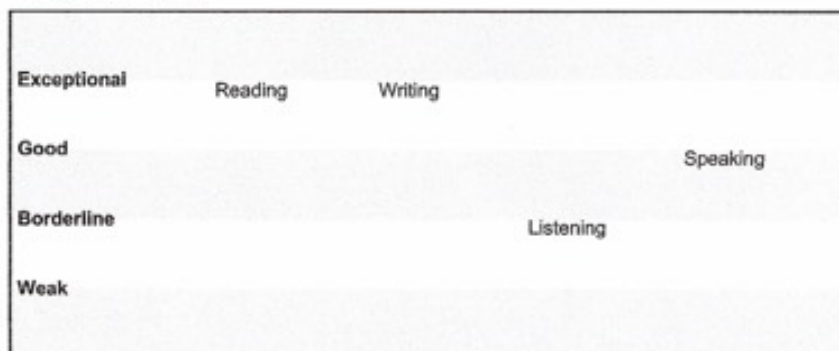 Exceptional
Reading Writing
Good
Speaking
Borderline
Listening
Weak